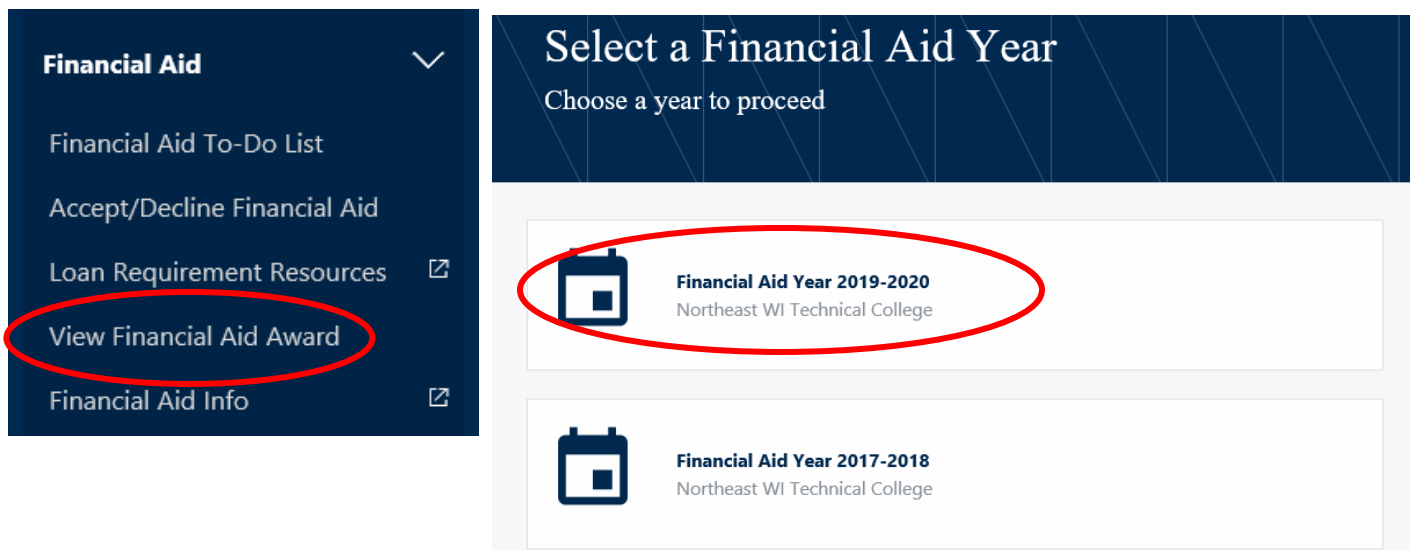 Financial Aid
Financial Aid To-Do List
Accept/Decline Financial Aid
Loan Requirement Resources
View Financial Aid Award
Financial Aid Info
Select a Financial Aid Year
Choose a year to proceed
Financial Aid Year 2019-2020
Northeast WI Technical College
Financial Aid Year 2017-2018
Northeast WI Technical College